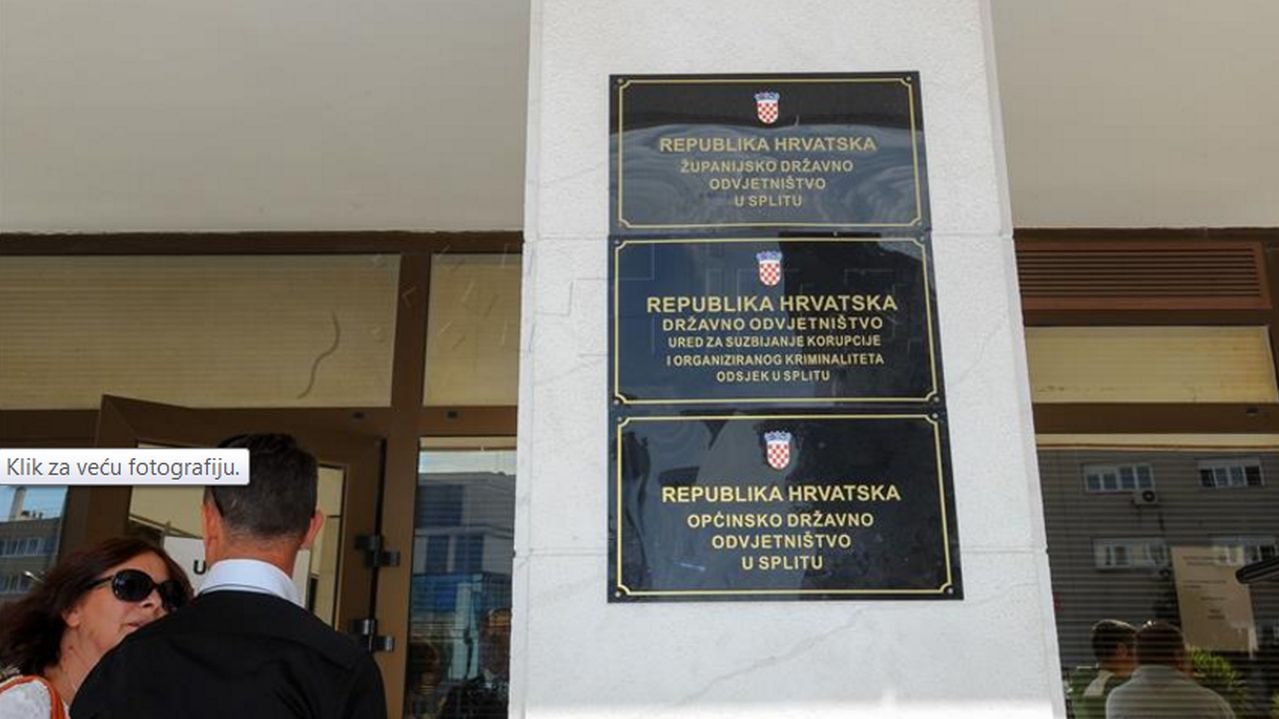 REPUBLIKA HRVATSKA
ŽUPANIJSKO DRŽAVNO
ODVJETNIŠTVO
U SPLITU
REPUBLIKA HRVATSKA
DRŽAVNO ODVJETNIŠTVO
URED ZA SUZBIJANJE KORUPCIJE
I ORGANIZIRANOG KRIMINALITETA
ODSJEK U SPLITU
REPUBLIKA HRVATSKA
OPĆINSKO DRŽAVNO
ODVJETNIŠTVO
U SPLITU
Klik za veću fotografiju.